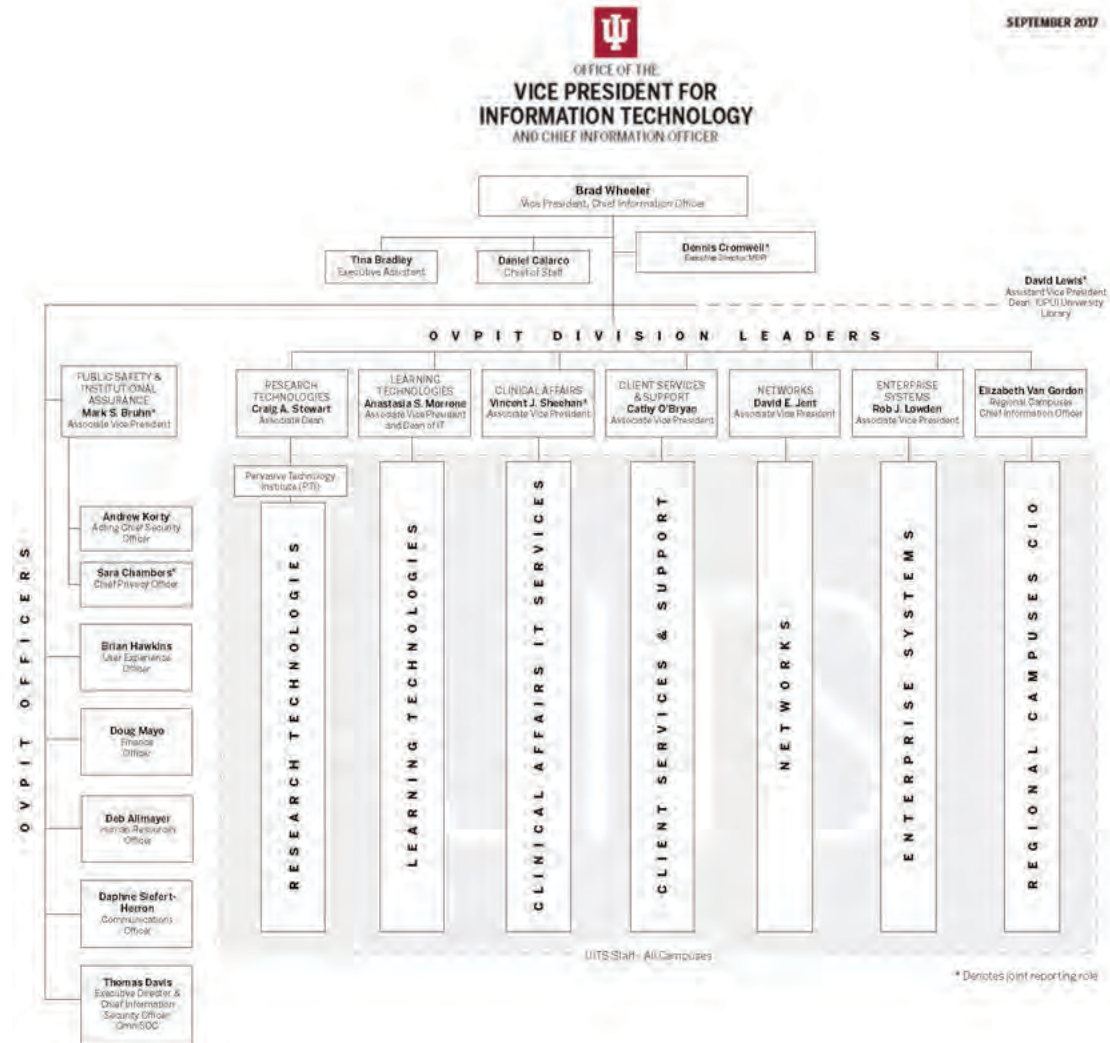 SEPTEMBER 2017
OFFICE OF THE
VICE PRESIDENT FOR
INFORMATION TECHNOLOGY
AND CHIEF INFORMATION OFFICER
Brad Wheeler
Vice President, Chief Information Officer
Tina Bradley
Executive Assistant
Daniel Calarco
Chief of Staff
Dennis Cromwell*
Executive Director
David Lewis*
Assistant Vice President
Dean, IUPUI University
Library
OVPIT DIVISION LEADERS
PUBLIC SAFETY &
INSTITUTIONAL
ASSURANCE
Mark S. Bruhn*
Associate Vice President
RESEARCH
TECHNOLOGIES
Craig A. Stewart
Associate Dean
LEARNING
TECHNOLOGIES
Anastasia S. Morrone
Associate Vice President
and Dean of IT
CLINICAL AFFAIRS
Vincent J. Sheehan*
Associate Vice President
CLIENT SERVICES
& SUPPORT
Cathy O'Bryan
Associate Vice President
NETWORKS
David E. Jent
Associate Vice President
ENTERPRISE
SYSTEMS
Rob J. Lowden
Associate Vice President
Elizabeth Van Gordon
Regional Campuses
Chief Information Officer
Pervasive Technology
Institute (PTI)
OVPIT OFFICERS
Andrew Korty
Acting Chief Security
Officer
Sara Chambers*
Chief Privacy Officer
Brian Hawkins
User Experience
Officer
Doug Mayo
Finance
Officer
Deb Allmayer
Human Resources
Officer
Daphne Siefert-
Herron
Communications
Officer
Thomas Davis
Executive Director &
Chief Information
Security Officer
OmniSOC
RESEARCH TECHNOLOGIES
LEARNING TECHNOLOGIES
CLINICAL AFFAIRS IT SERVICES
CLIENT SERVICES & SUPPORT
NETWORKS
ENTERPRISE SYSTEMS
REGIONAL CAMPUSES CIO
UITS Staff - All Campuses
* Denotes joint reporting role